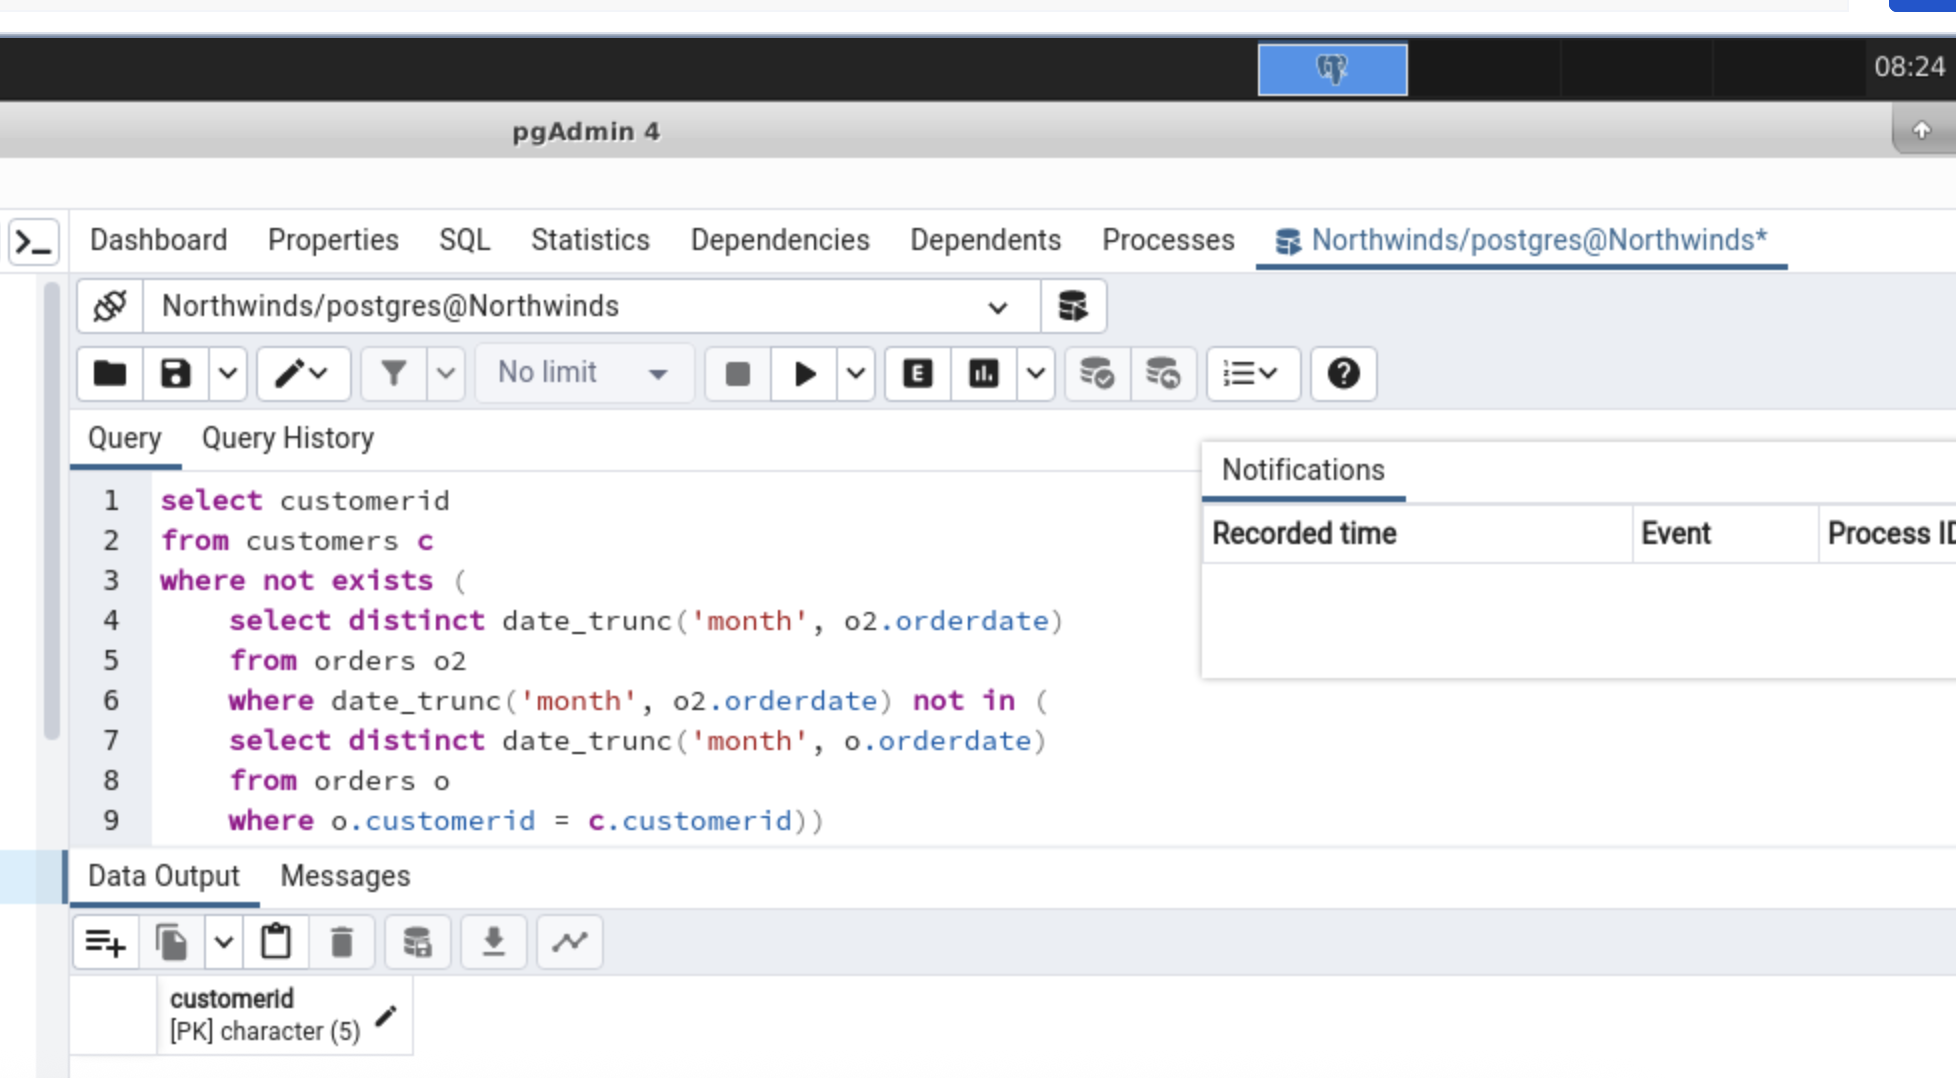 08:24
pgAdmin 4
Dashboard Properties SQL Statistics Dependencies Dependents Processes Northwinds/postgres@Northwinds*
Northwinds/postgres@Northwinds
No limit
E
Query Query History
Notifications
Recorded time Event Process ID
1 select customerid
2 from customers c
3 where not exists (
4 select distinct date_trunc('month', o2.orderdate)
5 from orders o2
6 where date_trunc('month', o2.orderdate) not in (
7 select distinct date_trunc('month', o.orderdate)
8 from orders o
9 where o.customerid = c.customerid))
Data Output Messages
customerid
[PK] character (5)